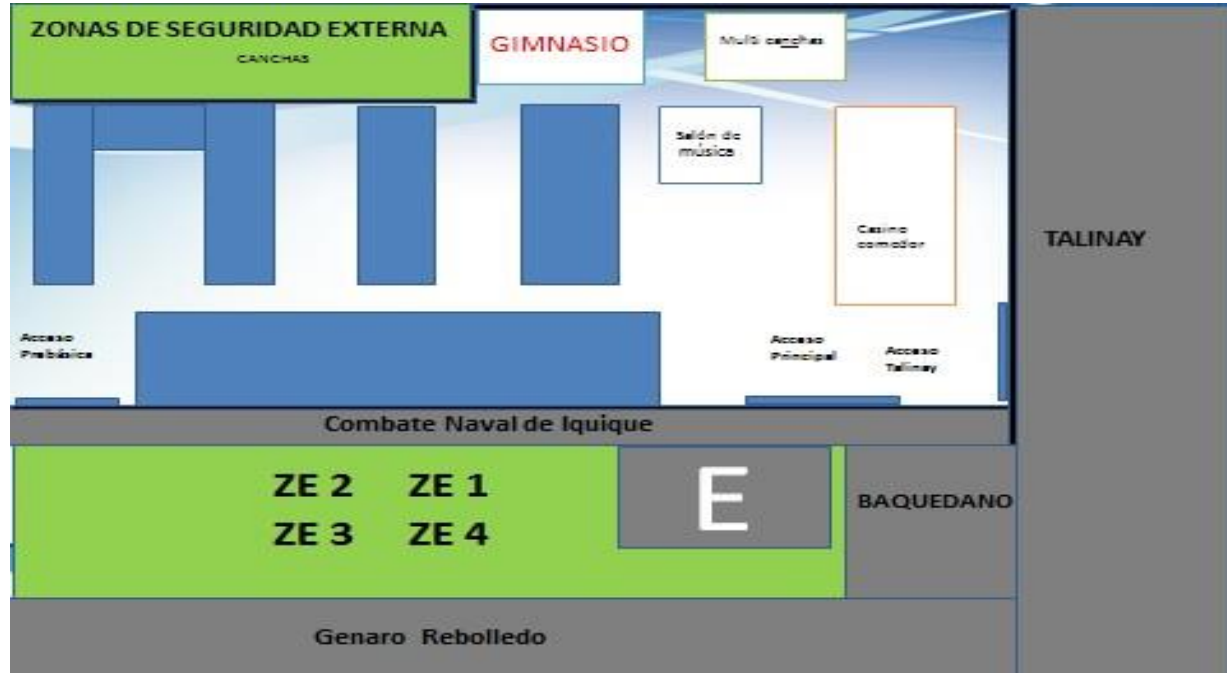 ZONAS DE SEGURIDAD EXTERNA
CANCHAS
GIMNASIO
Multi canchas
Salón de
música
Casino
comedor
TALINAY
Acceso
Prebásica
Acceso
Principal
Acceso
Talinay
Combate Naval de Iquique
ZE 2 ZE 1
ZE 3 ZE 4
E
BAQUEDANO
Genaro Rebolledo